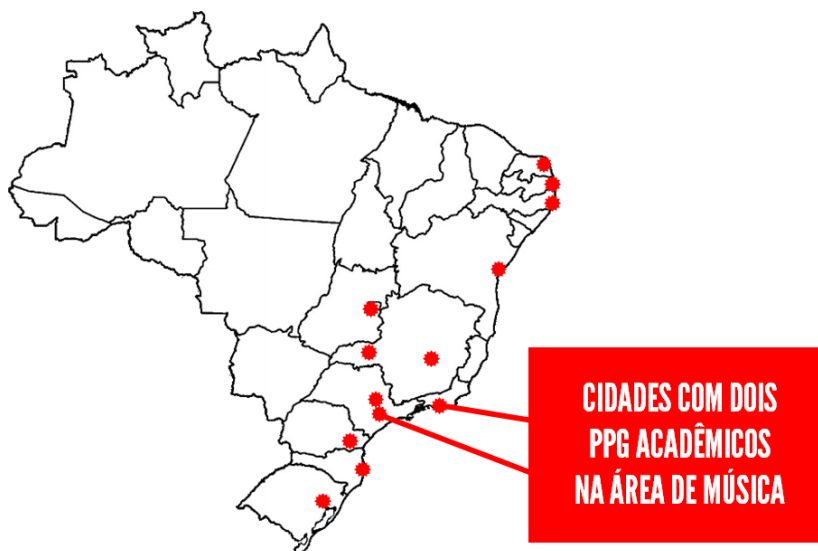 CIDADES COM DOIS
PPG ACADÊMICOS
NA ÁREA DE MÚSICA